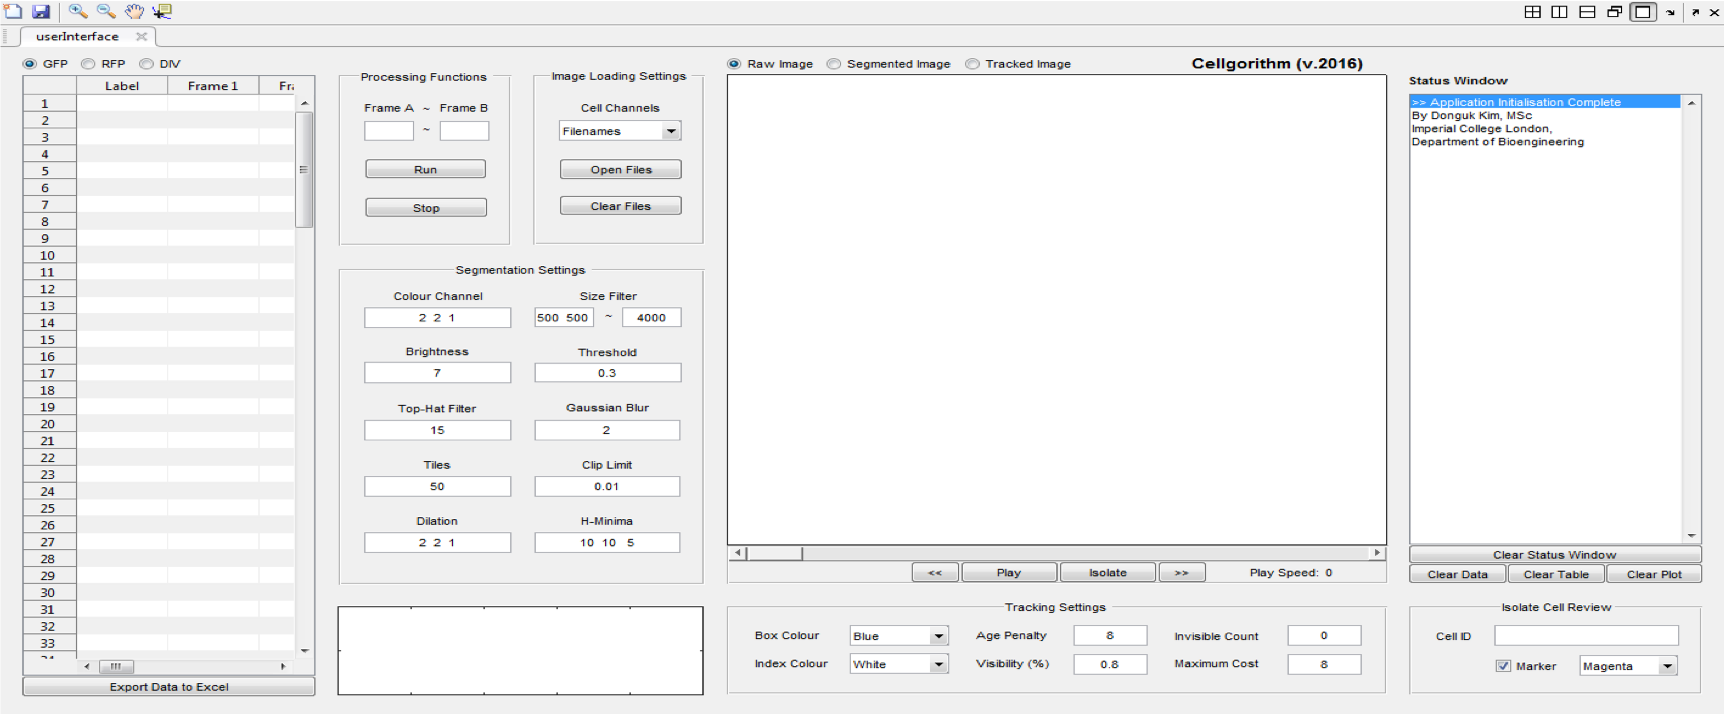 userInterface
GFP RFP DIV
Label Frame 1 Fra
1
2
3
4
5
6
7
8
9
10
11
12
13
14
15
16
17
18
19
20
21
22
23
24
25
26
27
28
29
30
31
32
33
34
Export Data to Excel
Processing Functions
Frame A ~ Frame B
~
Run
Stop
Image Loading Settings
Cell Channels
Filenames
Open Files
Clear Files
Segmentation Settings
Colour Channel Size Filter
2 2 1 500 500 ~ 4000
Brightness Threshold
7 0.3
Top-Hat Filter Gaussian Blur
15 2
Tiles Clip Limit
50 0.01
Dilation H-Minima
2 2 1 10 10 5
Raw Image Segmented Image Tracked Image Cellgorithm (v.2016)
<< Play Isolate >> Play Speed: 0
Tracking Settings
Box Colour Blue Age Penalty 8 Invisible Count 0
Index Colour White Visibility (%) 0.8 Maximum Cost 8
Status Window
>> Application Initialisation Complete
By Donguk Kim, MSc
Imperial College London,
Department of Bioengineering
Clear Status Window
Clear Data Clear Table Clear Plot
Isolate Cell Review
Cell ID
Marker Magenta